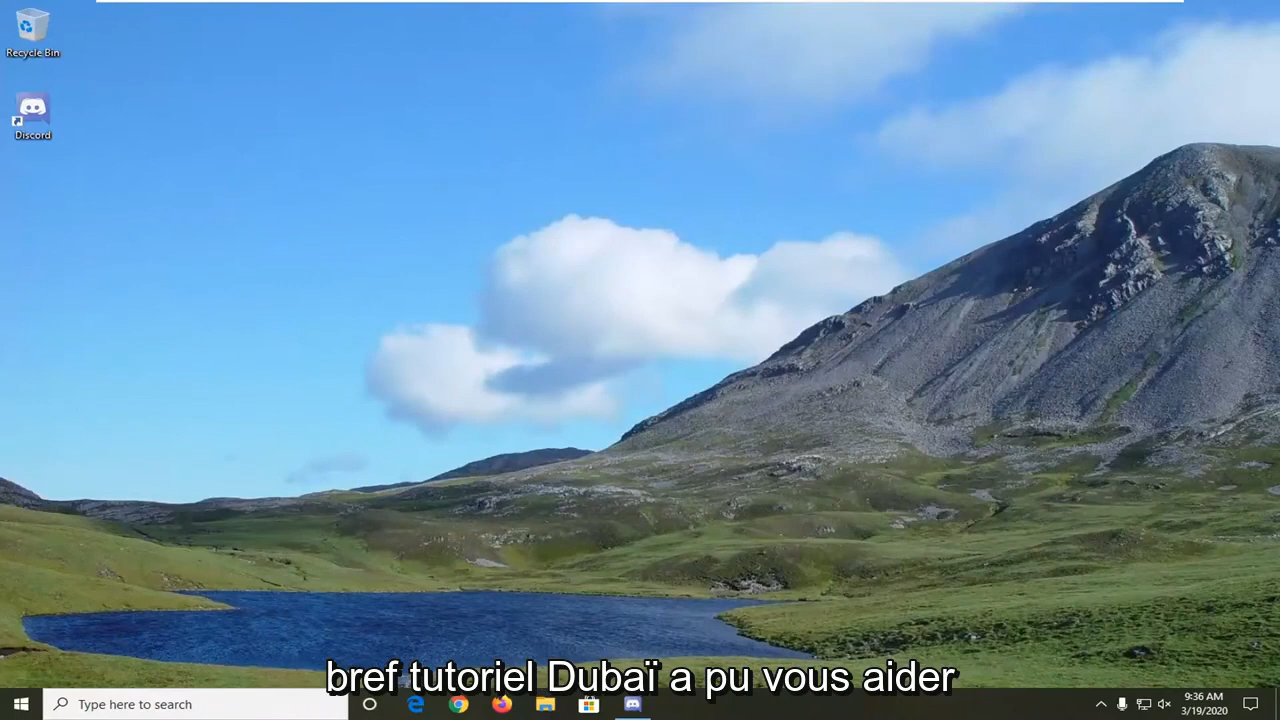 Recycle Bin
Discord
bref tutoriel Dubaï a pu vous aider
Type here to search
9:36 AM
3/19/2020